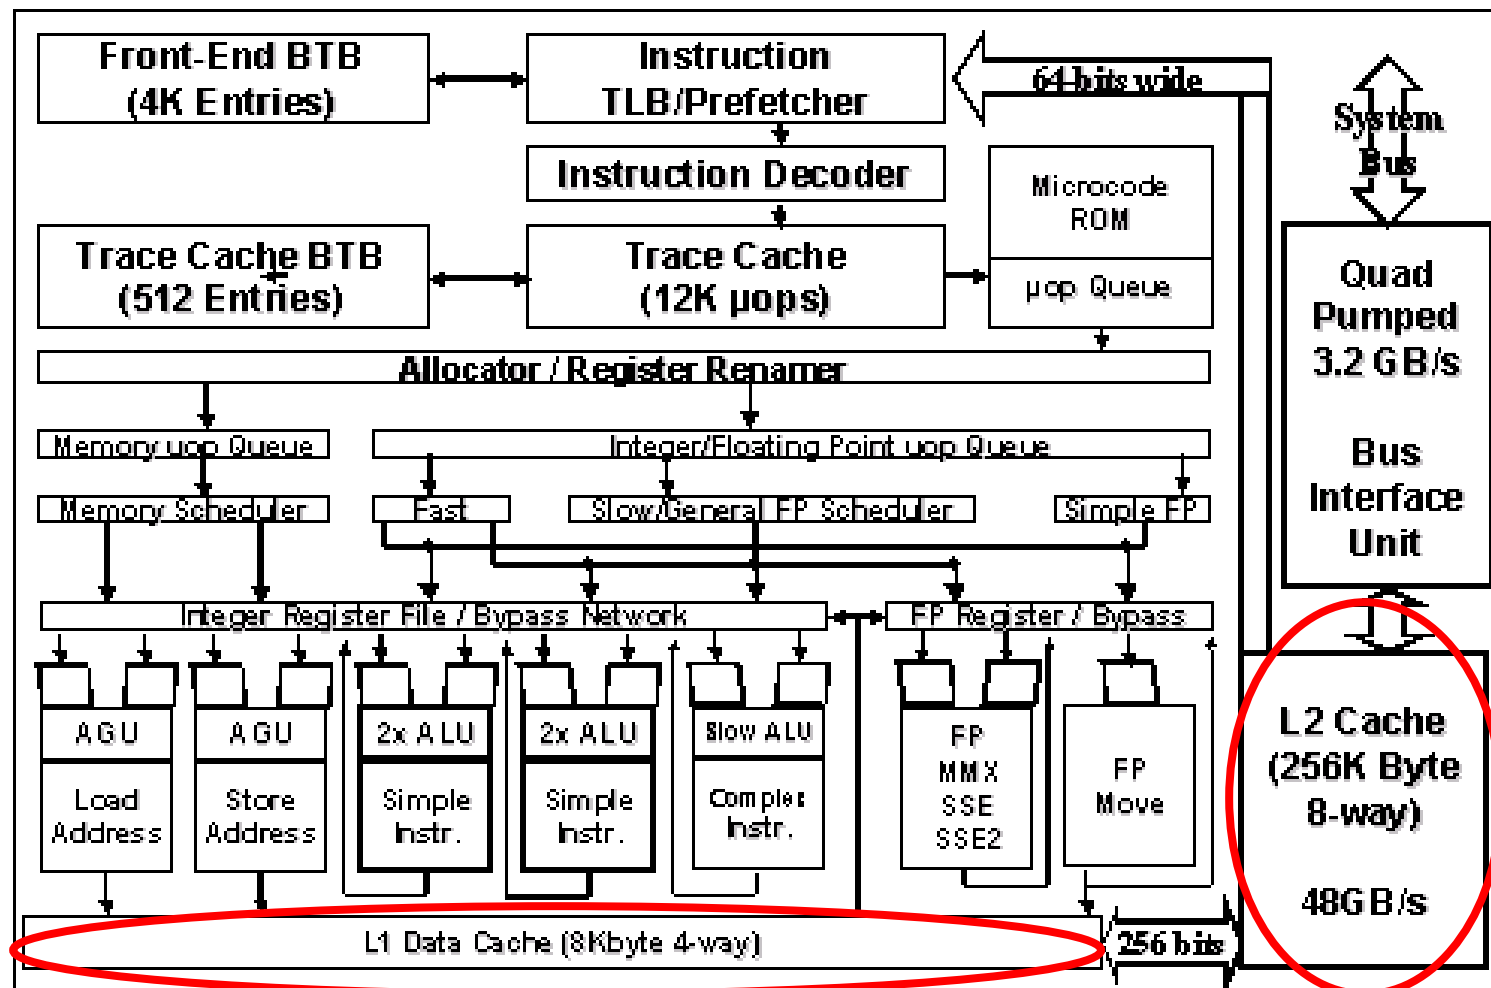 Front-End BTB
(4K Entries)
Instruction
TLB/Prefetcher
64-bits wide
System
Bus
Instruction Decoder
Microcode
ROM
Trace Cache BTB
(512 Entries)
Trace Cache
(12K µops)
µop Queue
Quad
Pumped
3.2 GB/s
Bus
Interface
Unit
Allocator / Register Renamer
Memory uop Queue
Integer/Floating Point uop Queue
Memory Scheduler
Fast
Slow/General FP Scheduler
Simple FP
Integer Register File / Bypass Network
FP Register / Bypass
AGU
Load
Address
AGU
Store
Address
2x ALU
Simple
Instr.
2x ALU
Simple
Instr.
Slow ALU
Complex
Instr.
FP
MMX
SSE
SSE2
FP
Move
L2 Cache
(256K Byte
8-way)
48GB/s
L1 Data Cache (8Kbyte 4-way)
256 bits